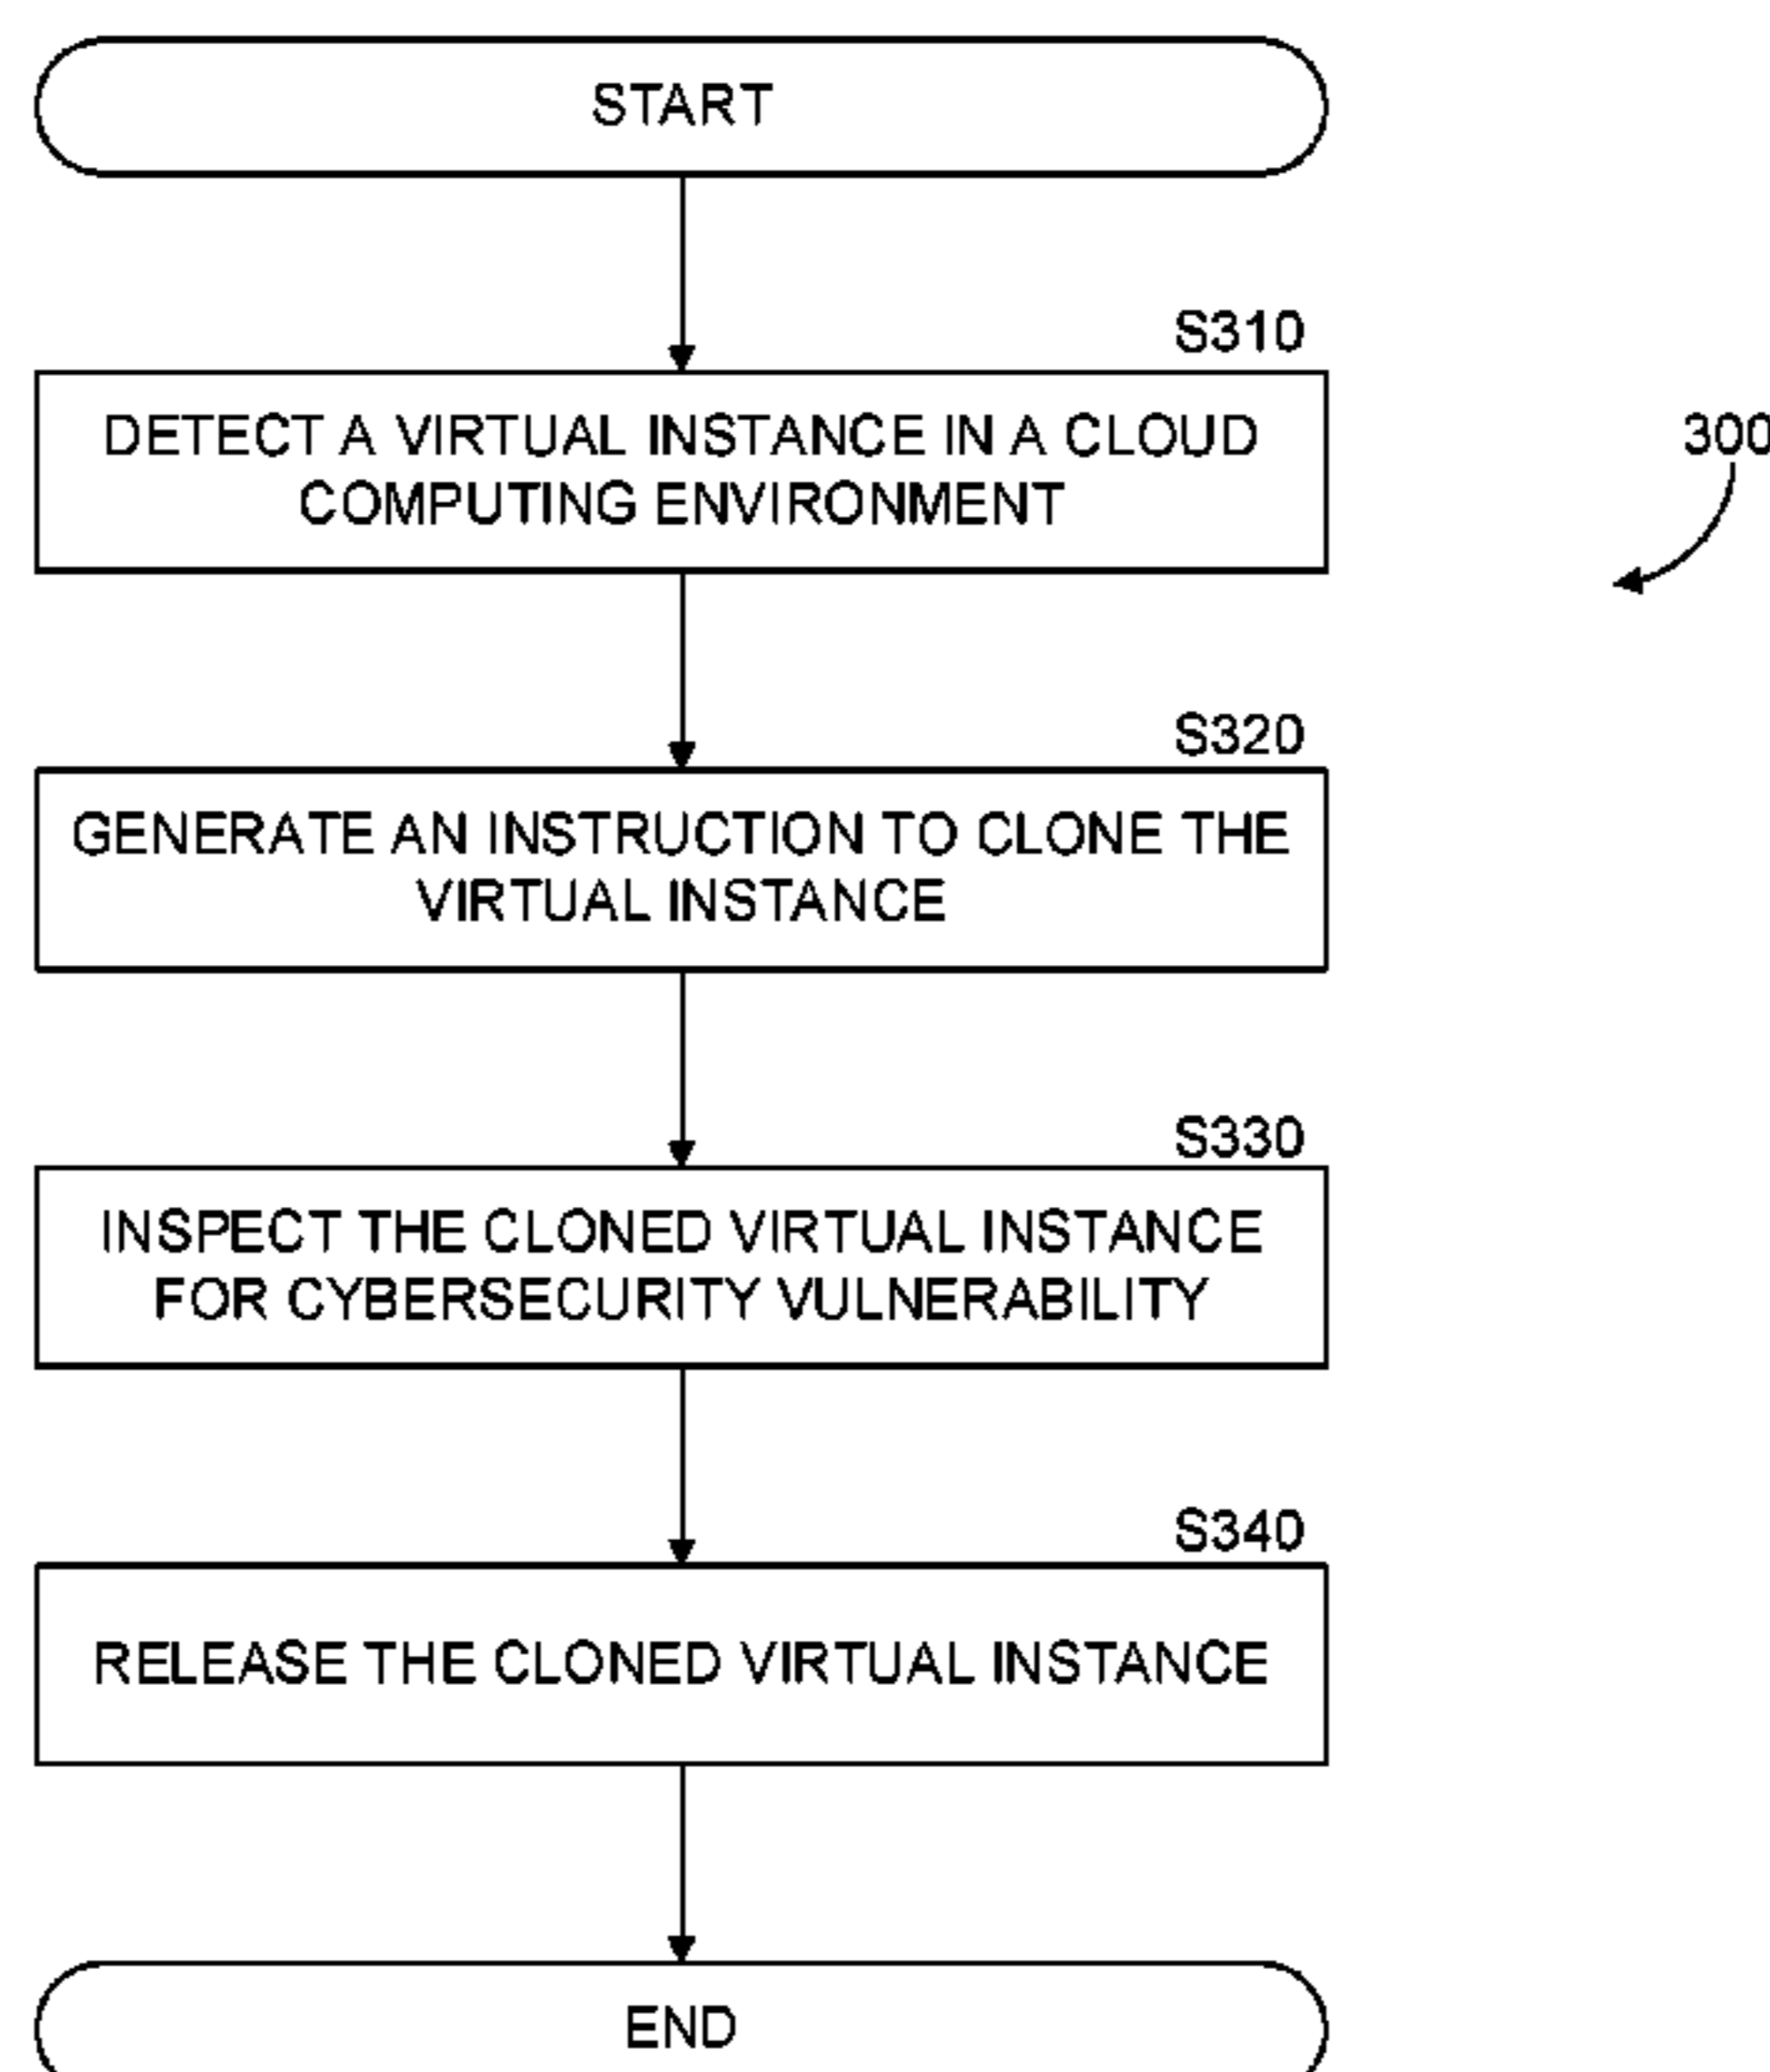 START
S310
DETECT A VIRTUAL INSTANCE IN A CLOUD
COMPUTING ENVIRONMENT
300
S320
GENERATE AN INSTRUCTION TO CLONE THE
VIRTUAL INSTANCE
S330
INSPECT THE CLONED VIRTUAL INSTANCE
FOR CYBERSECURITY VULNERABILITY
S340
RELEASE THE CLONED VIRTUAL INSTANCE
END